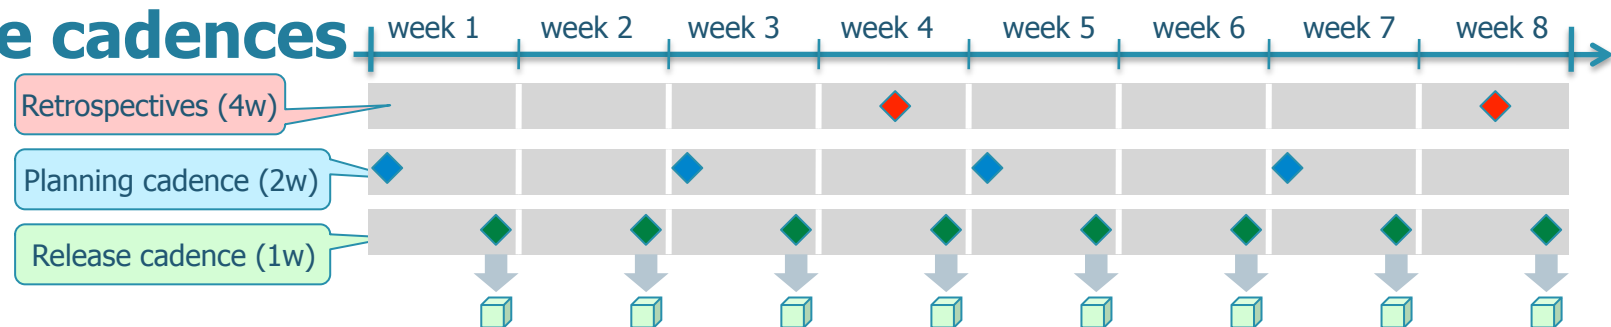 e cadences
week 1 week 2 week 3 week 4 week 5 week 6 week 7 week 8
Retrospectives (4w)
Planning cadence (2w)
Release cadence (1w)